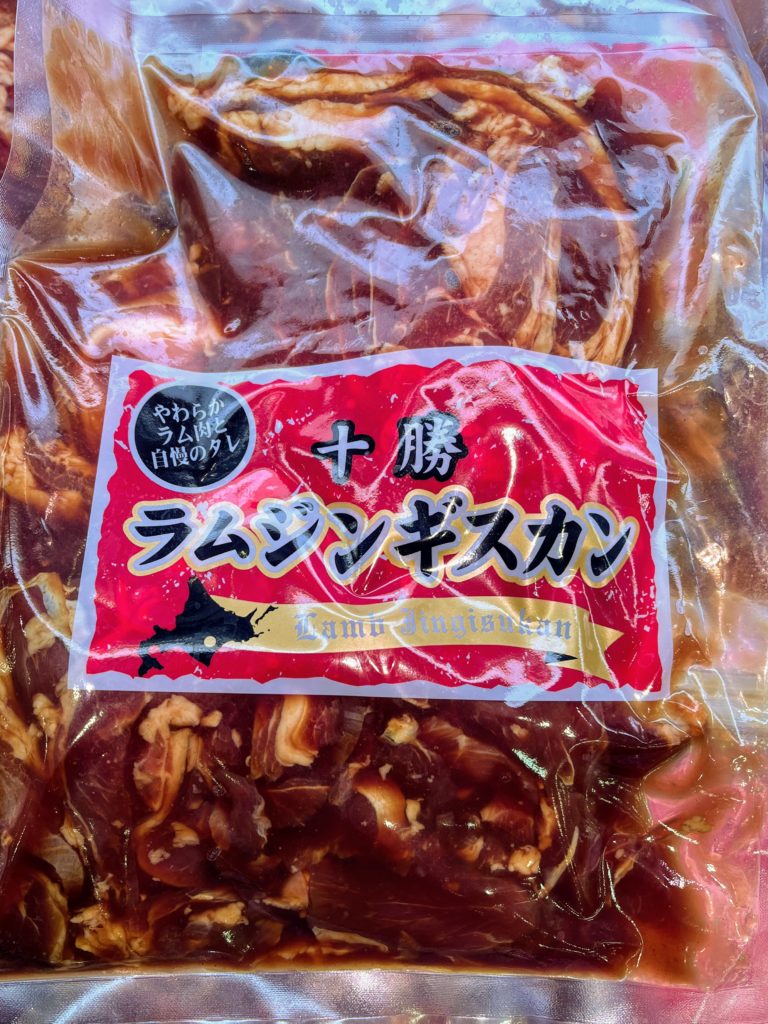 やわらか
ラム肉と
自慢のタレ
十勝
ラムジンギスカン
Lamb Jingisukan